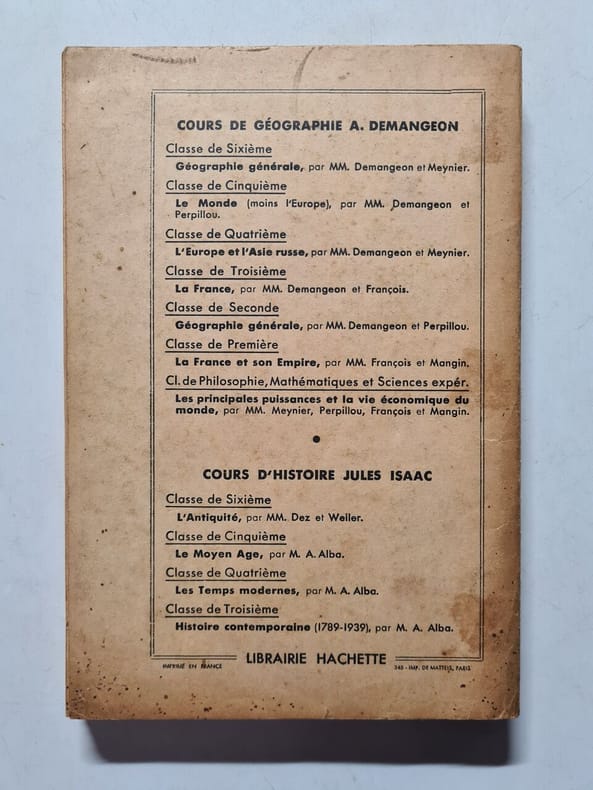 COURS DE GÉOGRAPHIE A. DEMANGEON
Classe de Sixième
Géographie générale, par MM. Demangeon et Meynier.
Classe de Cinquième
Le Monde (moins l'Europe), par MM. Demangeon et
Perpillou.
Classe de Quatrième
L'Europe et l'Asie russe, par MM. Demangeon et Meynier.
Classe de Troisième
La France, par MM. Demangeon et François.
Classe de Seconde
Géographie générale, par MM. Demangeon et Perpillou.
Classe de Première
La France et son Empire, par MM. François et Mangin.
Cl. de Philosophie, Mathématiques et Sciences expér.
Les principales puissances et la vie économique du
monde, par MM. Meynier, Perpillou, François et Mangin.
COURS D'HISTOIRE JULES ISAAC
Classe de Sixième
L'Antiquité, par MM. Dez et Weiler.
Classe de Cinquième
Le Moyen Age, par M. A. Alba.
Classe de Quatrième
Les Temps modernes, par M. A. Alba.
Classe de Troisième
Histoire contemporaine (1789-1939), par M. A. Alba.
LIBRAIRIE HACHETTE
IMPRIMÉ EN FRANCE
345 - IMP. DE MATTEIS, PARIS